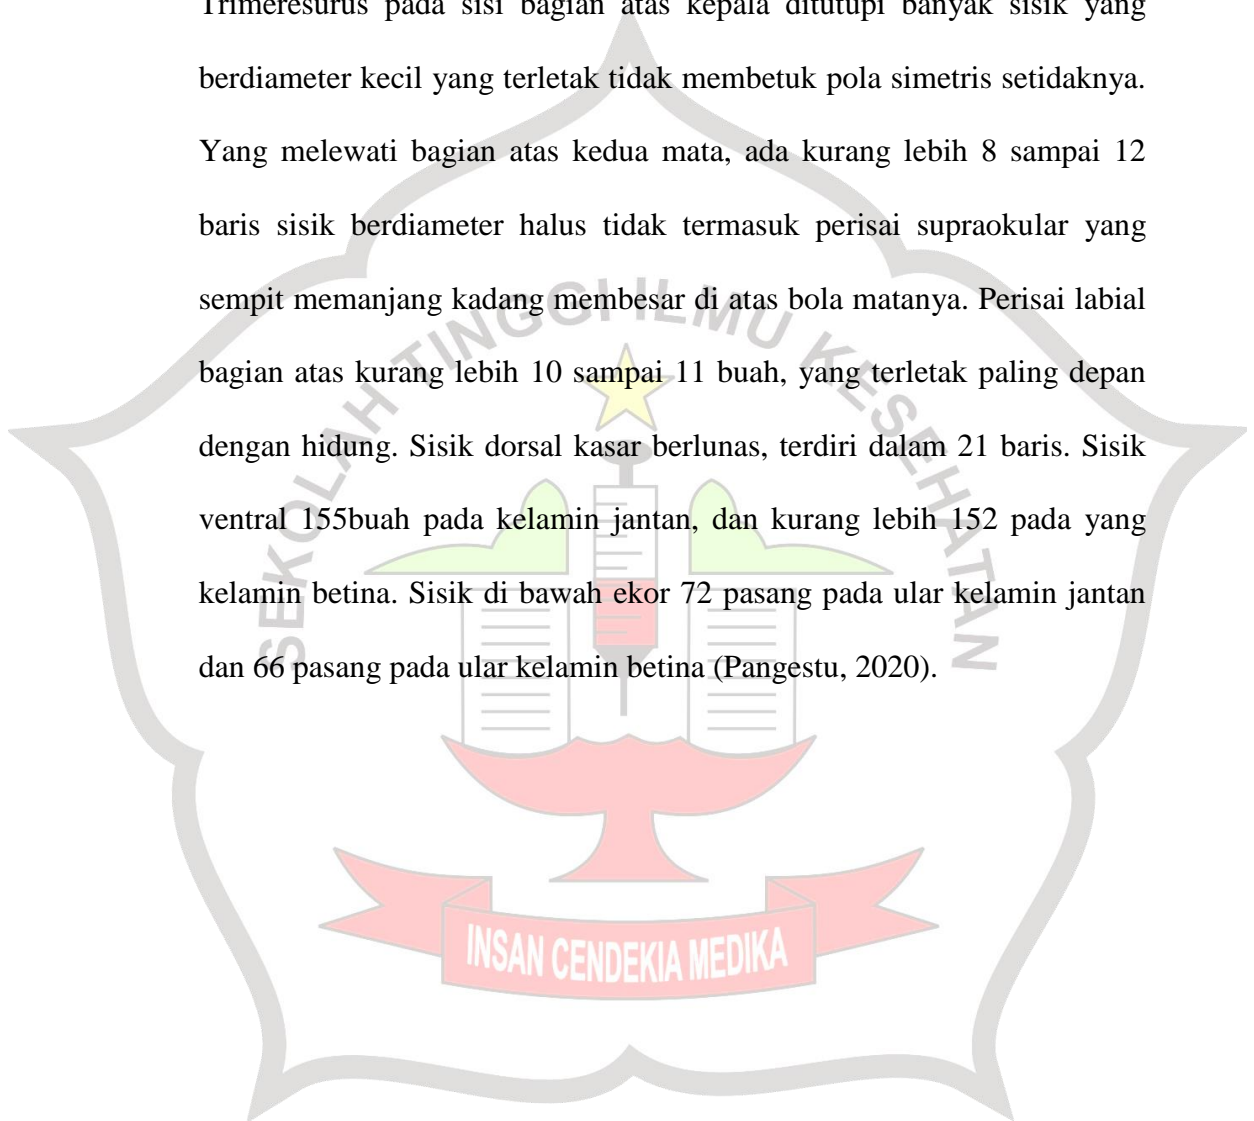 Trimeresurus pada sisi bagian atas kepala ditutupi banyak sisik yang
berdiameter kecil yang terletak tidak membetuk pola simetris setidaknya.
Yang melewati bagian atas kedua mata, ada kurang lebih 8 sampai 12
baris sisik berdiameter halus tidak termasuk perisai supraokular yang
sempit memanjang kadang membesar di atas bola matanya. Perisai labial
bagian atas kurang lebih 10 sampai 11 buah, yang terletak paling depan
dengan hidung. Sisik dorsal kasar berlunas, terdiri dalam 21 baris. Sisik
ventral 155buah pada kelamin jantan, dan kurang lebih 152 pada yang
kelamin betina. Sisik di bawah ekor 72 pasang pada ular kelamin jantan
dan 66 pasang pada ular kelamin betina (Pangestu, 2020).
SEKOLAH TINGGI ILMU KESEHATAN
INSAN CENDEKIA MEDIKA